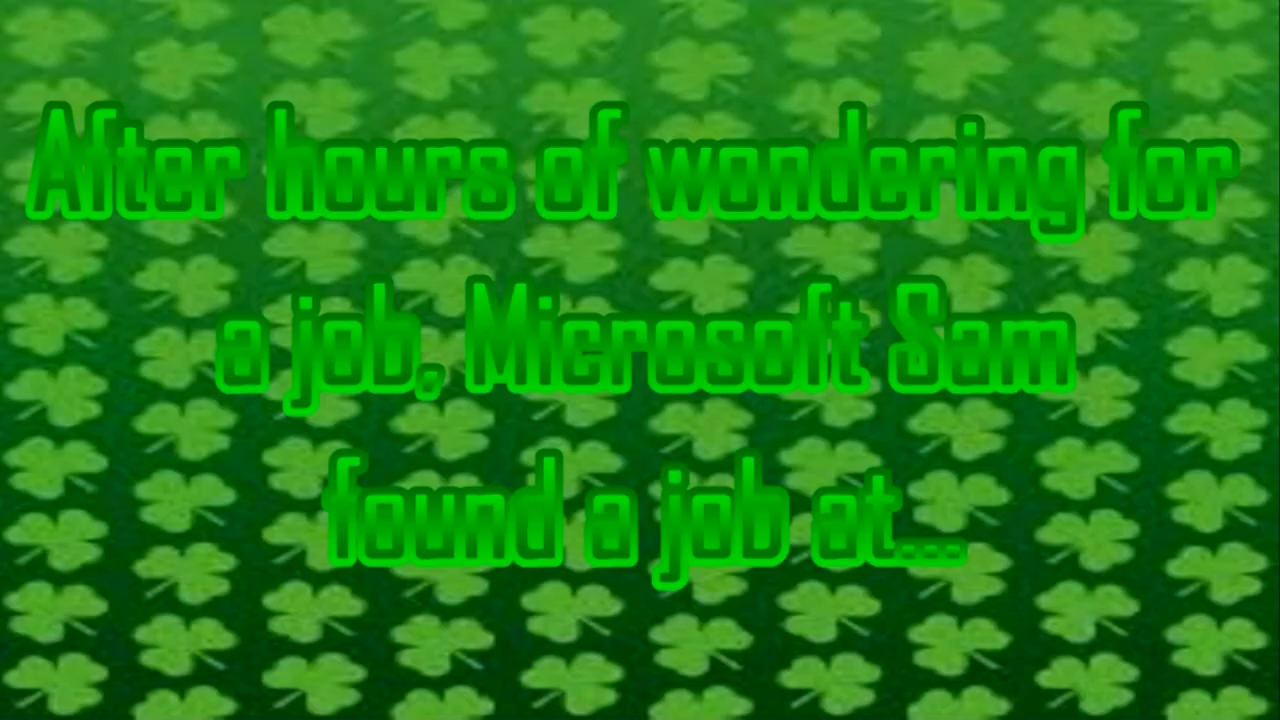 After hours of wondering for
a job, Microsoft Sam
found a job at...